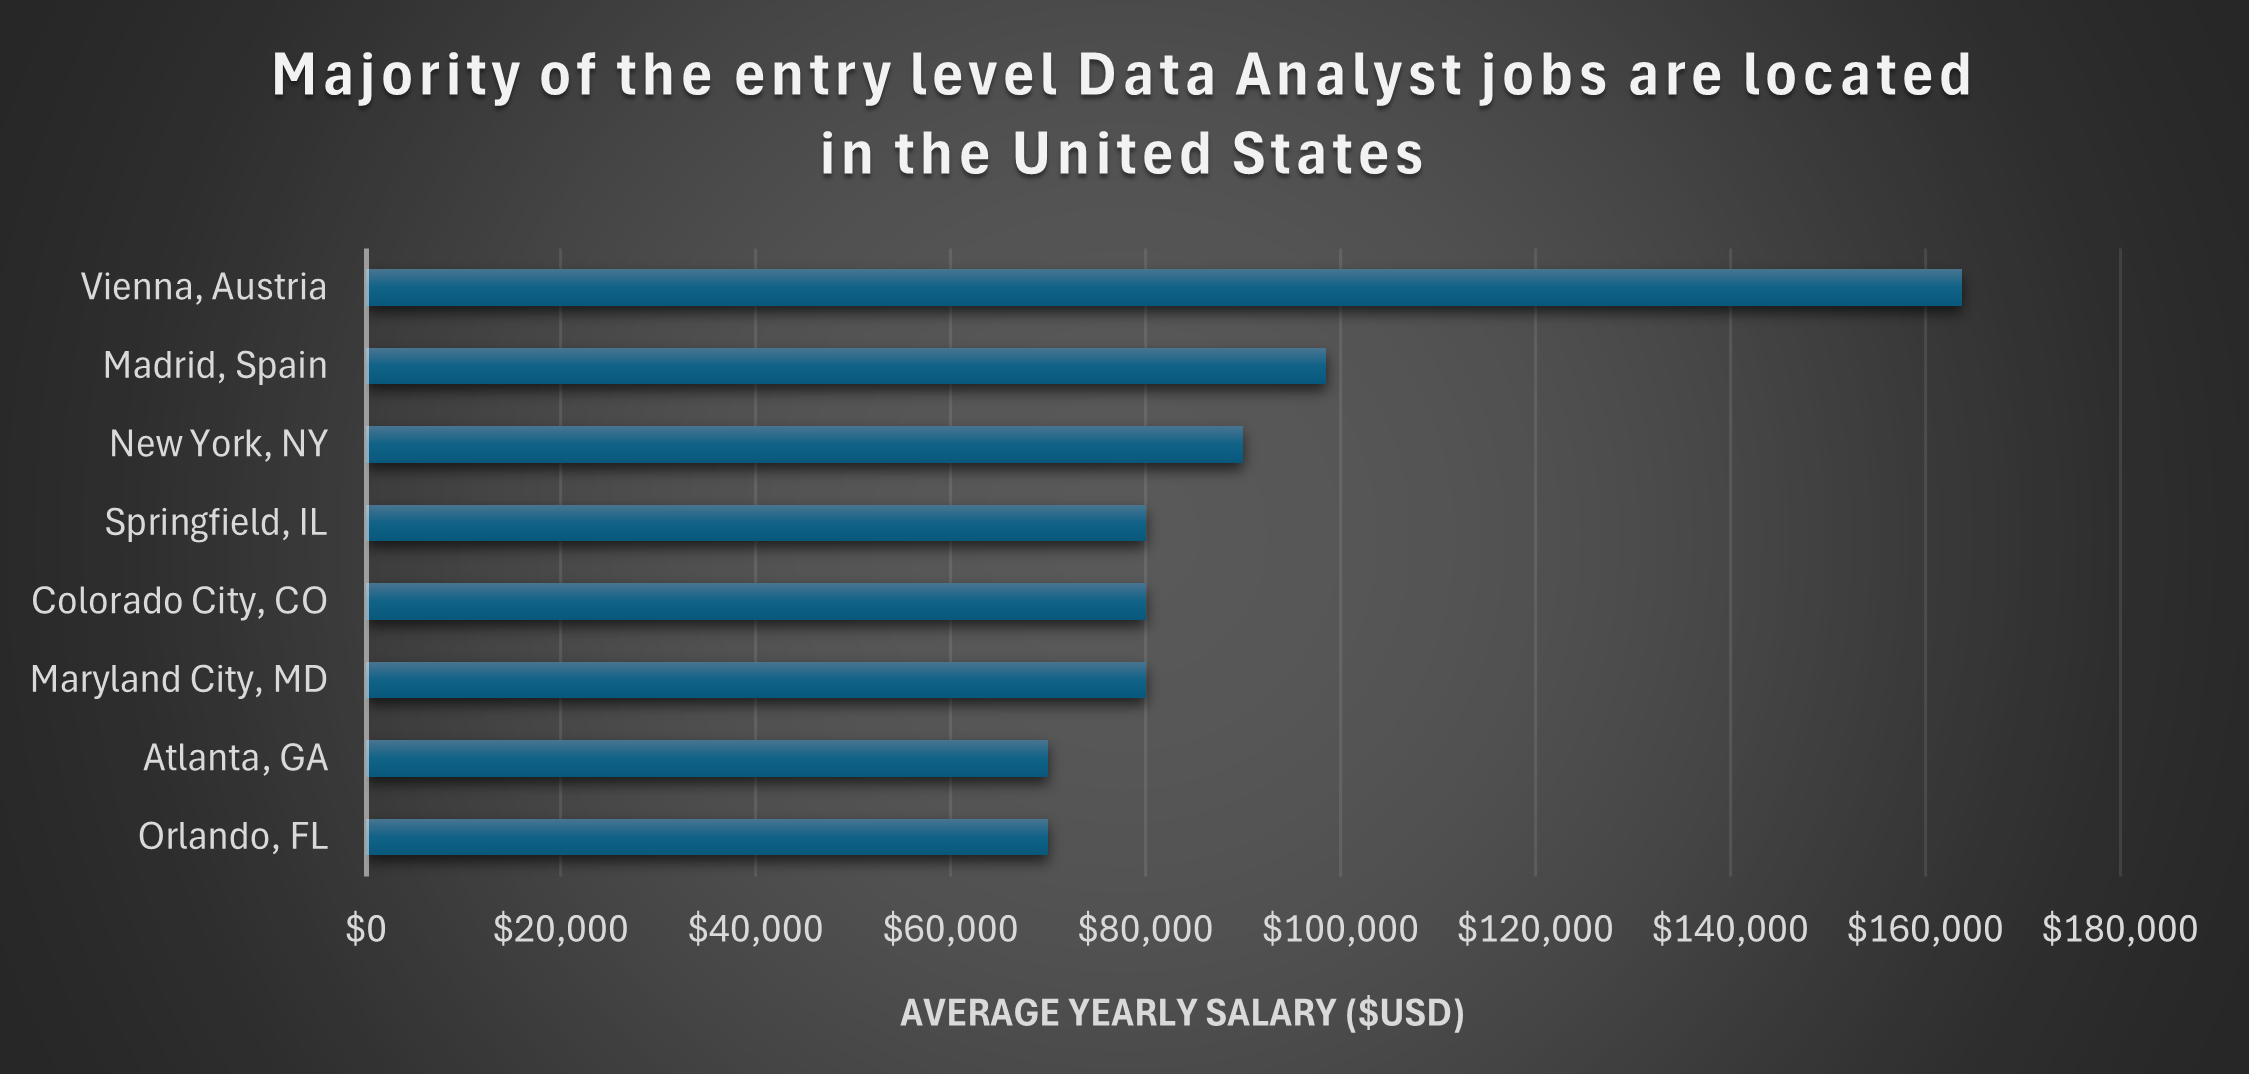 Majority of the entry level Data Analyst jobs are located
in the United States
Vienna, Austria
Madrid, Spain
New York, NY
Springfield, IL
Colorado City, CO
Maryland City, MD
Atlanta, GA
Orlando, FL
$0 $20,000 $40,000 $60,000 $80,000 $100,000 $120,000 $140,000 $160,000 $180,000
AVERAGE YEARLY SALARY ($USD)